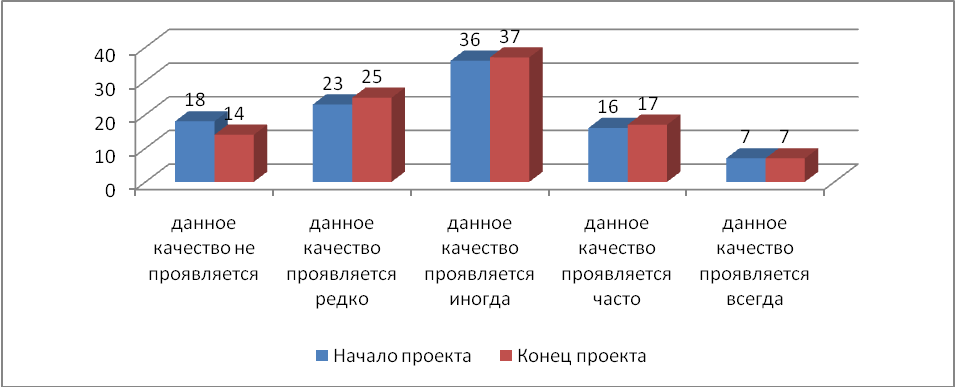 40
30
20
10
0
18
14
23
25
36
37
16
17
7
7
данное
качество не
проявляется
данное
качество
проявляется
редко
данное
качество
проявляется
иногда
данное
качество
проявляется
часто
данное
качество
проявляется
всегда
Начало проекта
Конец проекта